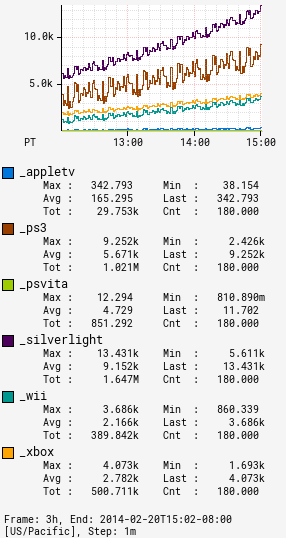 10.0k
5.0k
PT 13:00 14:00 15:00
_appletv
Max : 342.793 Min : 38.154
Avg : 165.295 Last : 342.793
Tot : 29.753k Cnt : 180.000
_ps3
Max : 9.252k Min : 2.426k
Avg : 5.671k Last : 9.252k
Tot : 1.021M Cnt : 180.000
_psvita
Max : 12.294 Min : 810.890m
Avg : 4.729 Last : 11.702
Tot : 851.292 Cnt : 180.000
_silverlight
Max : 13.431k Min : 5.611k
Avg : 9.152k Last : 13.431k
Tot : 1.647M Cnt : 180.000
_wii
Max : 3.686k Min : 860.339
Avg : 2.166k Last : 3.686k
Tot : 389.842k Cnt : 180.000
_xbox
Max : 4.073k Min : 1.693k
Avg : 2.782k Last : 4.073k
Tot : 500.711k Cnt : 180.000
Frame: 3h, End: 2014-02-20T15:02-08:00
[US/Pacific], Step: 1m